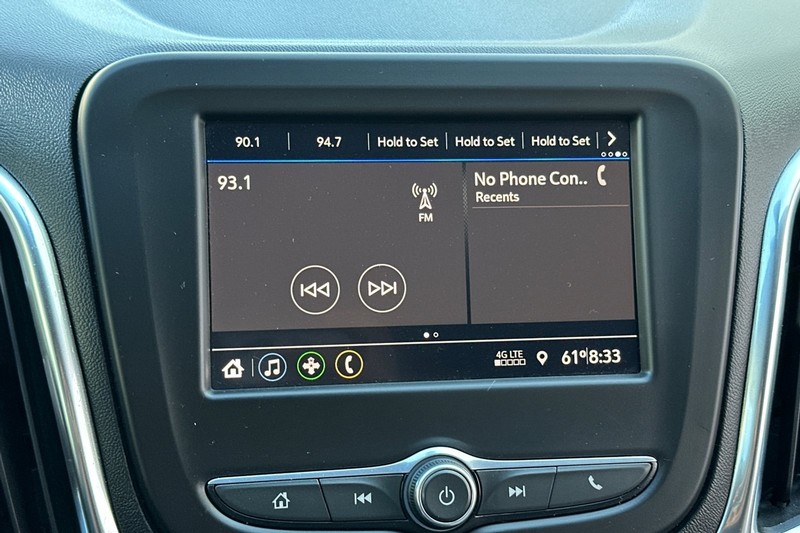 90.1 94.7 Hold to Set Hold to Set Hold to Set
93.1
FM
No Phone Con..
Recents
4G LTE
61° 8:33